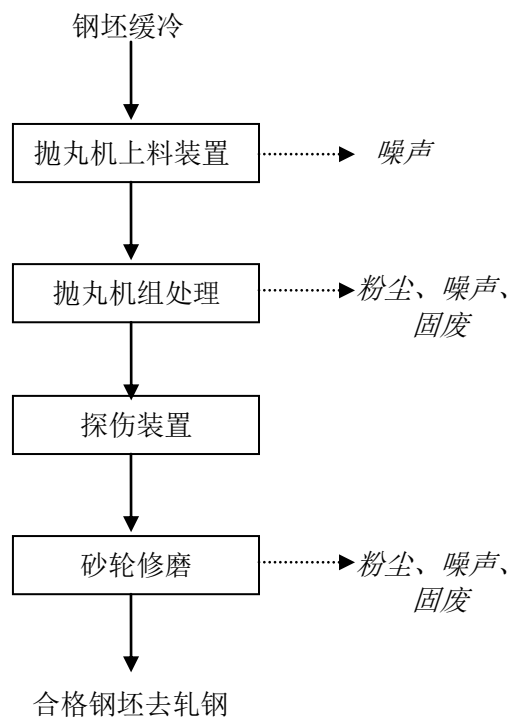 钢坯缓冷
抛丸机上料装置
噪声
抛丸机组处理
粉尘、噪声、
固废
探伤装置
砂轮修磨
粉尘、噪声、
固废
合格钢坯去轧钢